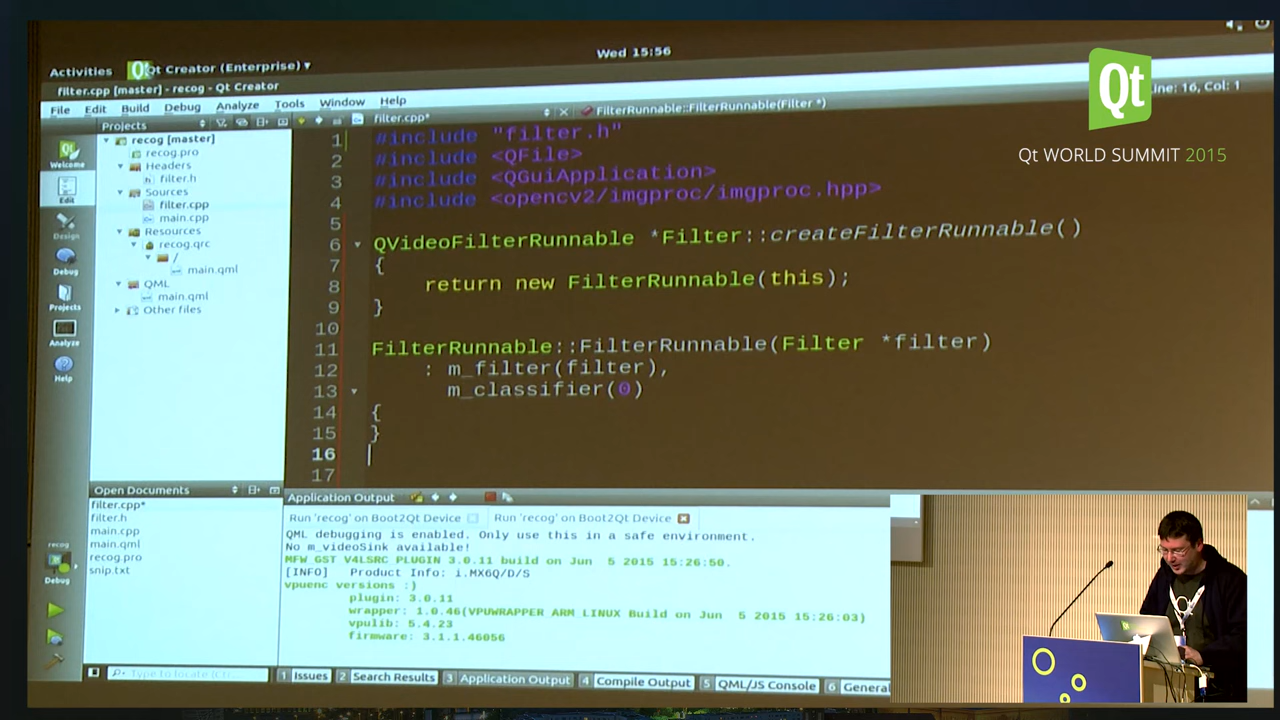 Wed 15:56
Activities
Qt Creator (Enterprise) ▾
filter.cpp [master] - recog - Qt Creator
Qt
Line: 16, Col: 1
File Edit Build Debug Analyze Tools Window Help
Qt WORLD SUMMIT 2015
Projects
filter.cpp*
FilterRunnable::FilterRunnable(Filter *)
Welcome
Edit
Design
Debug
Projects
Analyze
Help
recog [master]
recog.pro
Headers
filter.h
Sources
filter.cpp
main.cpp
Resources
recog.qrc
/
main.qml
QML
main.qml
Other files
1 #include "filter.h"
2 #include <QFile>
3 #include <QGuiApplication>
4 #include <opencv2/imgproc/imgproc.hpp>
5
6 QVideoFilterRunnable *Filter::createFilterRunnable()
7 {
8 return new FilterRunnable(this);
9 }
10
11 FilterRunnable::FilterRunnable(Filter *filter)
12 : m_filter(filter),
13 m_classifier(0)
14 {
15 }
16
17
Open Documents
filter.cpp*
filter.h
main.cpp
main.qml
recog.pro
snip.txt
recog
Debug
Application Output
Run 'recog' on Boot2Qt Device
Run 'recog' on Boot2Qt Device
QML debugging is enabled. Only use this in a safe environment.
No m_videoSink available!
MFW GST V4LSRC PLUGIN 3.0.11 build on Jun 5 2015 15:26:50.
[INFO] Product Info: i.MX6Q/D/S
vpuenc versions :)
plugin: 3.0.11
wrapper: 1.0.46(VPUWRAPPER ARM LINUX Build on Jun 5 2015 15:26:03)
vpulib: 5.4.23
firmware: 3.1.1.46056
Type to locate (Ctr...
1 Issues
2 Search Results
3 Application Output
4 Compile Output
5 QML/JS Console
6 General